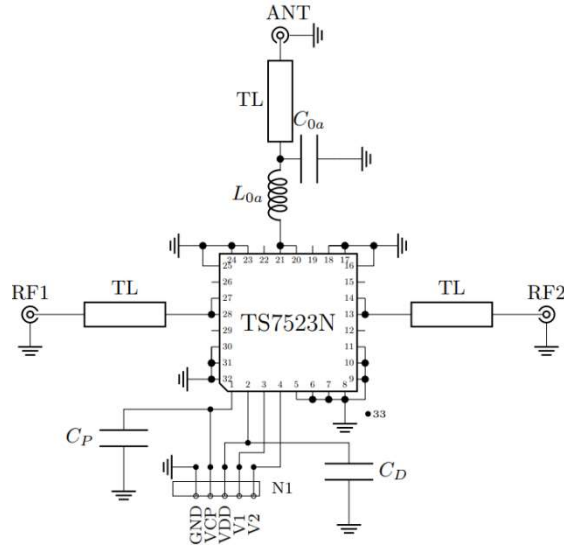 ANT
TL
C0a
L0a
24 23 22 21 20 19 18 17
25 16
26 15
RF1 TL 27 14 TL RF2
28 TS7523N 13
29 12
30 11
31 10
32 9
1 2 3 4 5 6 7 8
33
CP
CD
N1
GND
VCP
VDD
V1
V2